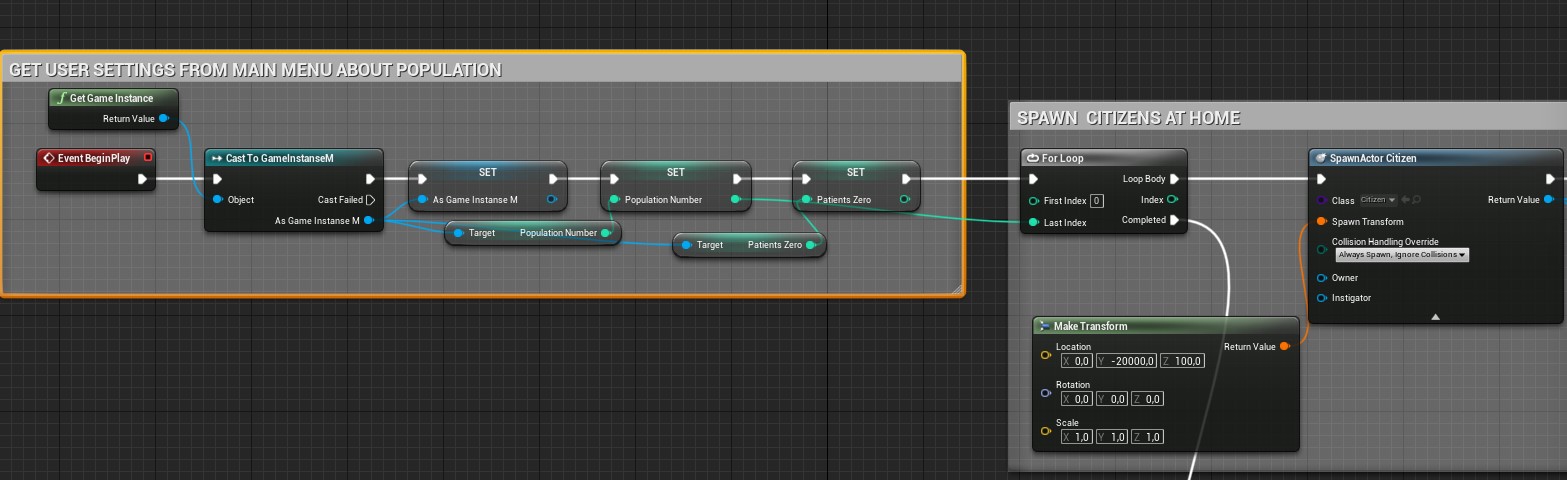 GET USER SETTINGS FROM MAIN MENU ABOUT POPULATION
f Get Game Instance
Return Value
Event BeginPlay
Cast To GameInstanseM
Object
Cast Failed
As Game Instanse M
SET
As Game Instanse M
SET
Population Number
SET
Patients Zero
Target Population Number
Target Patients Zero
SPAWN CITIZENS AT HOME
For Loop
Loop Body
First Index 0
Index
Last Index
Completed
SpawnActor Citizen
Class Citizen
Return Value
Spawn Transform
Collision Handling Override
Always Spawn, Ignore Collisions
Owner
Instigator
Make Transform
Location
Return Value
X 0,0 Y -20000,0 Z 100,0
Rotation
X 0,0 Y 0,0 Z 0,0
Scale
X 1,0 Y 1,0 Z 1,0